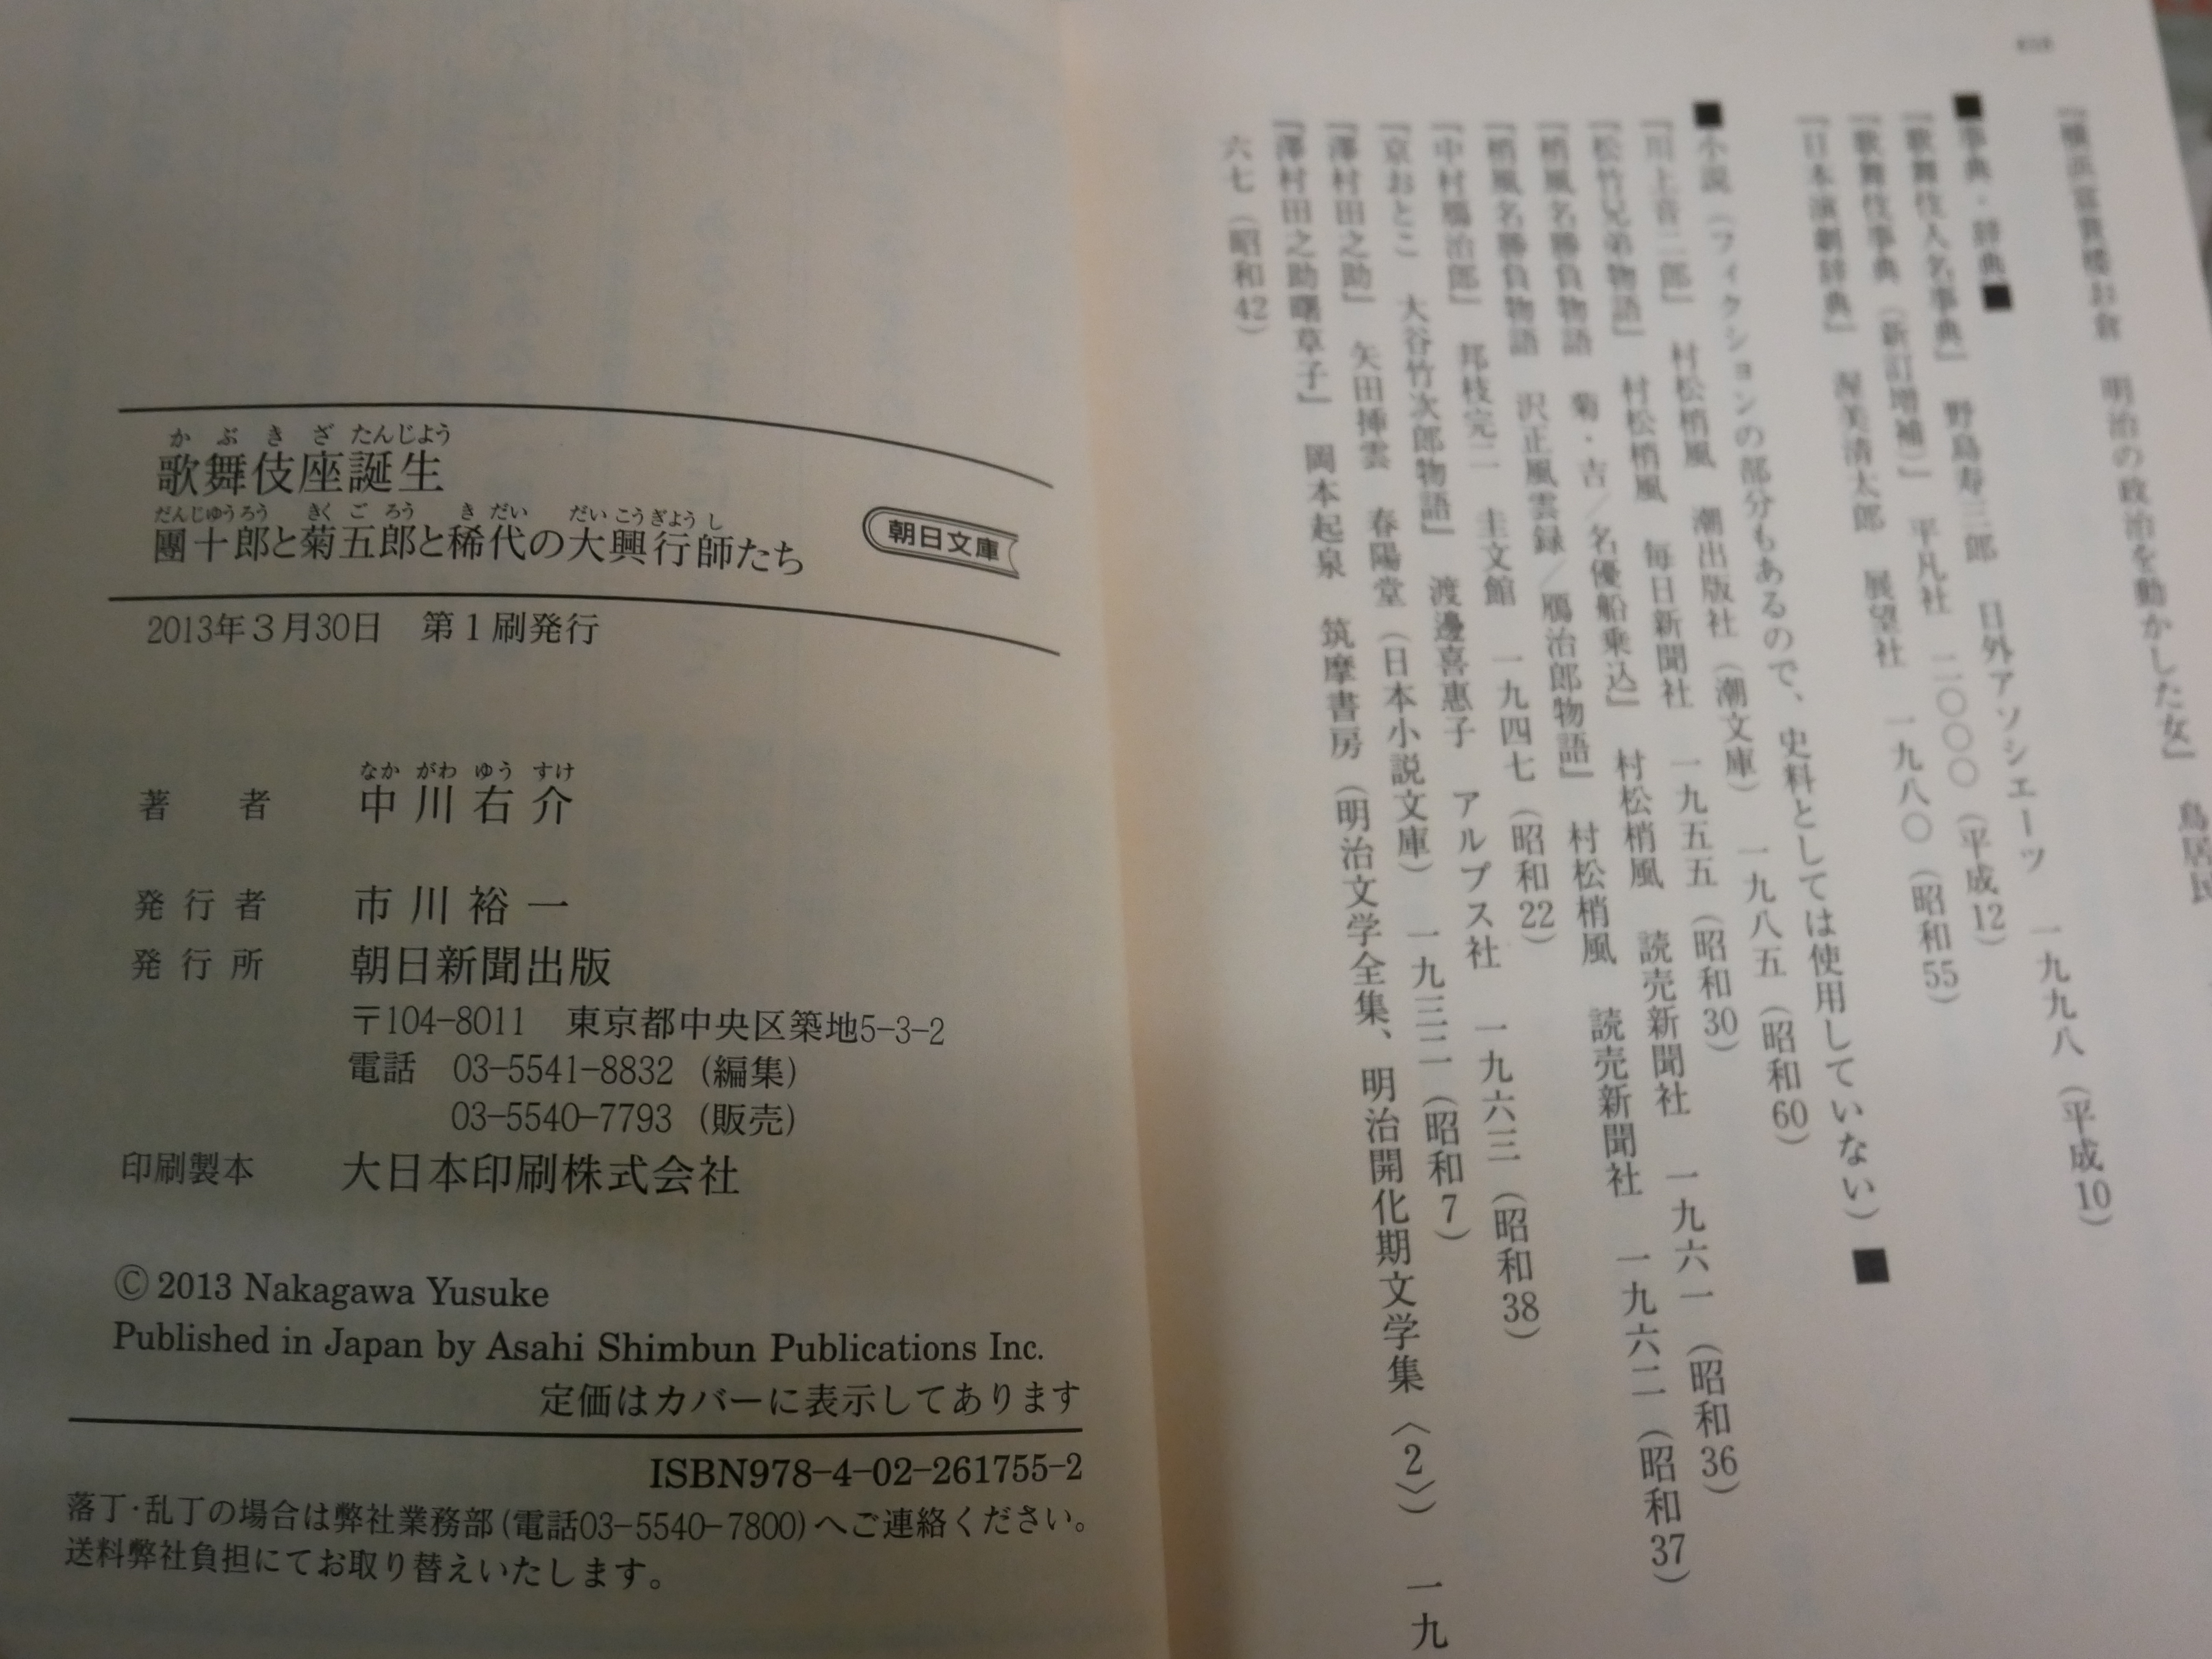 『横浜富貴楼お倉　明治の政治を動かした女』　鳥居民
一九九八（平成10）
■事典・辞典■
『歌舞伎人名事典』　野島寿三郎　日外アソシエーツ
『歌舞伎事典（新訂増補）』　平凡社　二〇〇〇（平成12）
『日本演劇辞典』　渥美清太郎　展望社　一九八〇（昭和55）
■小説（フィクションの部分もあるので、史料としては使用していない）■
『川上音二郎』　村松梢風　潮出版社（潮文庫）　一九八五（昭和60）
『松竹兄弟物語』　村松梢風　毎日新聞社　一九五五（昭和30）
『梢風名勝負物語　菊・吉／名優船乗込』　村松梢風　読売新聞社　一九六一（昭和36）
『梢風名勝負物語　沢正風雲録／鴈治郎物語』　村松梢風　読売新聞社　一九六二（昭和37）
『中村鴈治郎』　邦枝完二　圭文館　一九四七（昭和22）
『京おとこ　大谷竹次郎物語』　渡邊喜恵子　アルプス社　一九六三（昭和38）
『澤村田之助』　矢田挿雲　春陽堂（日本小説文庫）　一九三二（昭和7）
『澤村田之助曙草子』　岡本起泉　筑摩書房（明治文学全集、明治開化期文学集〈2〉）　一九
六七（昭和42）
かぶきざたんじよう
歌舞伎座誕生
だんじゆうろう きくごろう きだい だいこうぎようし
團十郎と菊五郎と稀代の大興行師たち
朝日文庫
2013年3月30日　第1刷発行
なか がわ ゆう すけ
著　者　中川右介
発行者　市川裕一
発行所　朝日新聞出版
〒104-8011　東京都中央区築地5-3-2
電話　03-5541-8832（編集）
03-5540-7793（販売）
印刷製本　大日本印刷株式会社
© 2013 Nakagawa Yusuke
Published in Japan by Asahi Shimbun Publications Inc.
定価はカバーに表示してあります
ISBN978-4-02-261755-2
落丁・乱丁の場合は弊社業務部(電話03-5540-7800)へご連絡ください。
送料弊社負担にてお取り替えいたします。